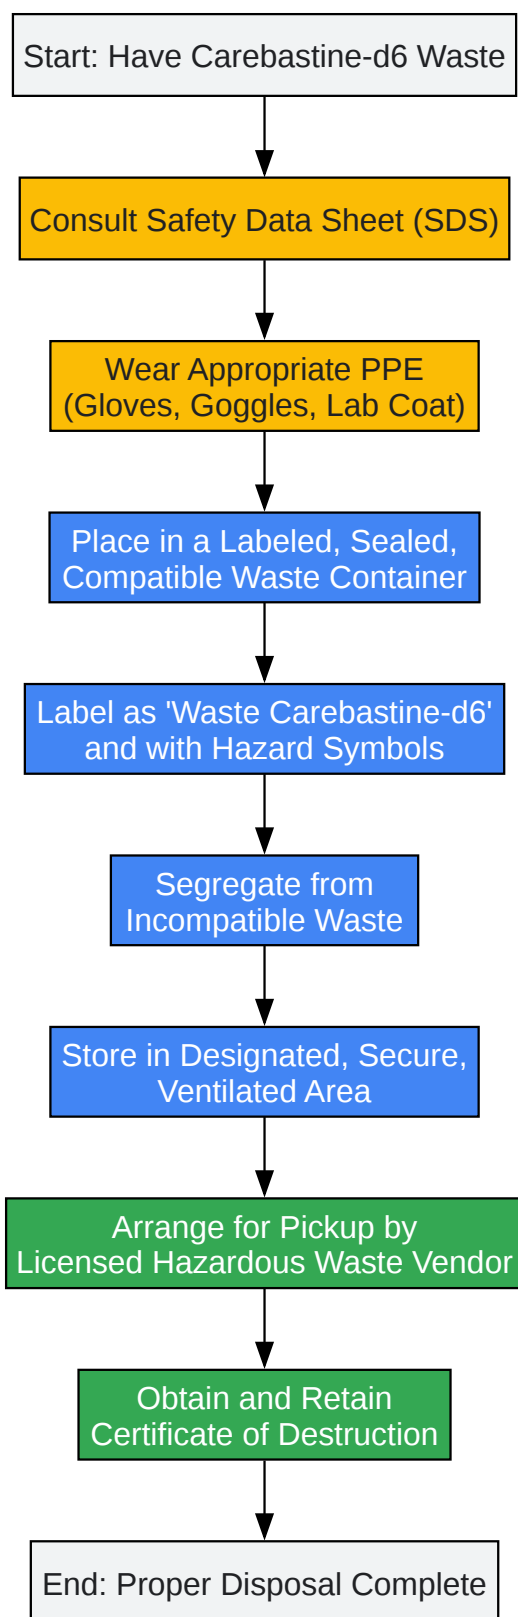 Start: Have Carebastine-d6 Waste
Consult Safety Data Sheet (SDS)
Wear Appropriate PPE
(Gloves, Goggles, Lab Coat)
Place in a Labeled, Sealed,
Compatible Waste Container
Label as 'Waste Carebastine-d6'
and with Hazard Symbols
Segregate from
Incompatible Waste
Store in Designated, Secure,
Ventilated Area
Arrange for Pickup by
Licensed Hazardous Waste Vendor
Obtain and Retain
Certificate of Destruction
End: Proper Disposal Complete